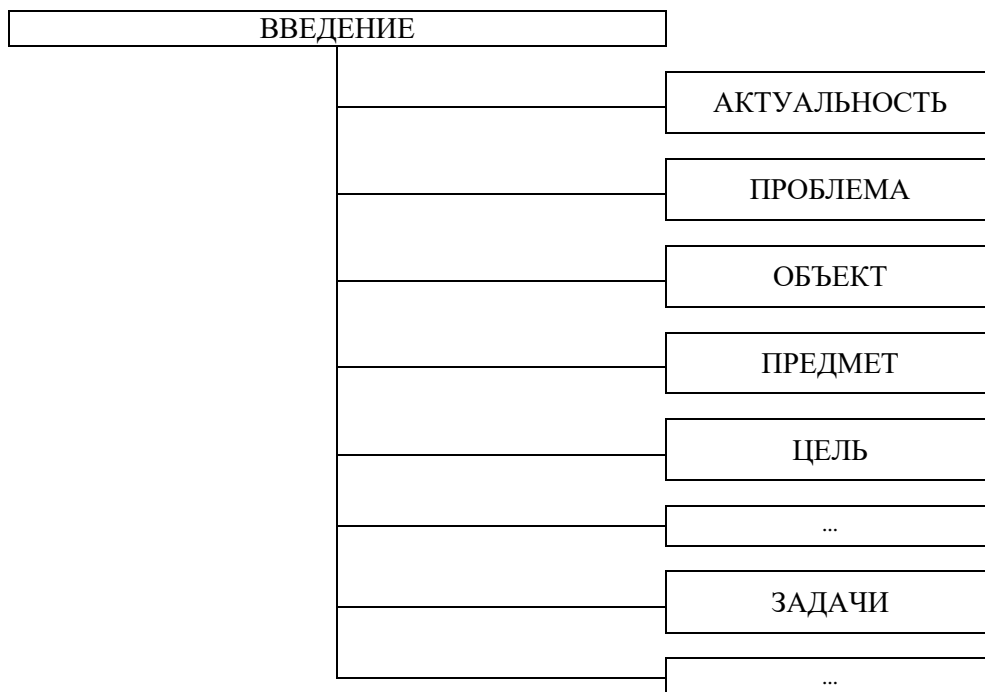 ВВЕДЕНИЕ
АКТУАЛЬНОСТЬ
ПРОБЛЕМА
ОБЪЕКТ
ПРЕДМЕТ
ЦЕЛЬ
...
ЗАДАЧИ
...